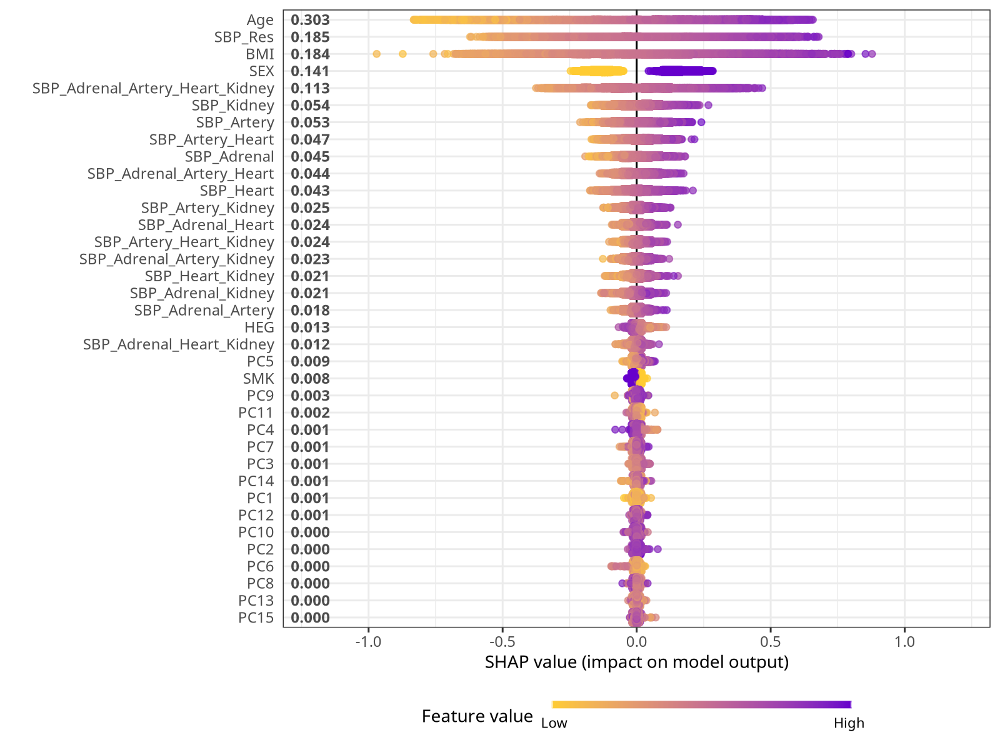 Age 0.303
SBP_Res 0.185
BMI 0.184
SEX 0.141
SBP_Adrenal_Artery_Heart_Kidney 0.113
SBP_Kidney 0.054
SBP_Artery 0.053
SBP_Artery_Heart 0.047
SBP_Adrenal 0.045
SBP_Adrenal_Artery_Heart 0.044
SBP_Heart 0.043
SBP_Artery_Kidney 0.025
SBP_Adrenal_Heart 0.024
SBP_Artery_Heart_Kidney 0.024
SBP_Adrenal_Artery_Kidney 0.023
SBP_Heart_Kidney 0.021
SBP_Adrenal_Kidney 0.021
SBP_Adrenal_Artery 0.018
HEG 0.013
SBP_Adrenal_Heart_Kidney 0.012
PC5 0.009
SMK 0.008
PC9 0.003
PC11 0.002
PC4 0.001
PC7 0.001
PC3 0.001
PC14 0.001
PC1 0.001
PC12 0.001
PC10 0.000
PC2 0.000
PC6 0.000
PC8 0.000
PC13 0.000
PC15 0.000
-1.0 -0.5 0.0 0.5 1.0
SHAP value (impact on model output)
Feature value
Low High